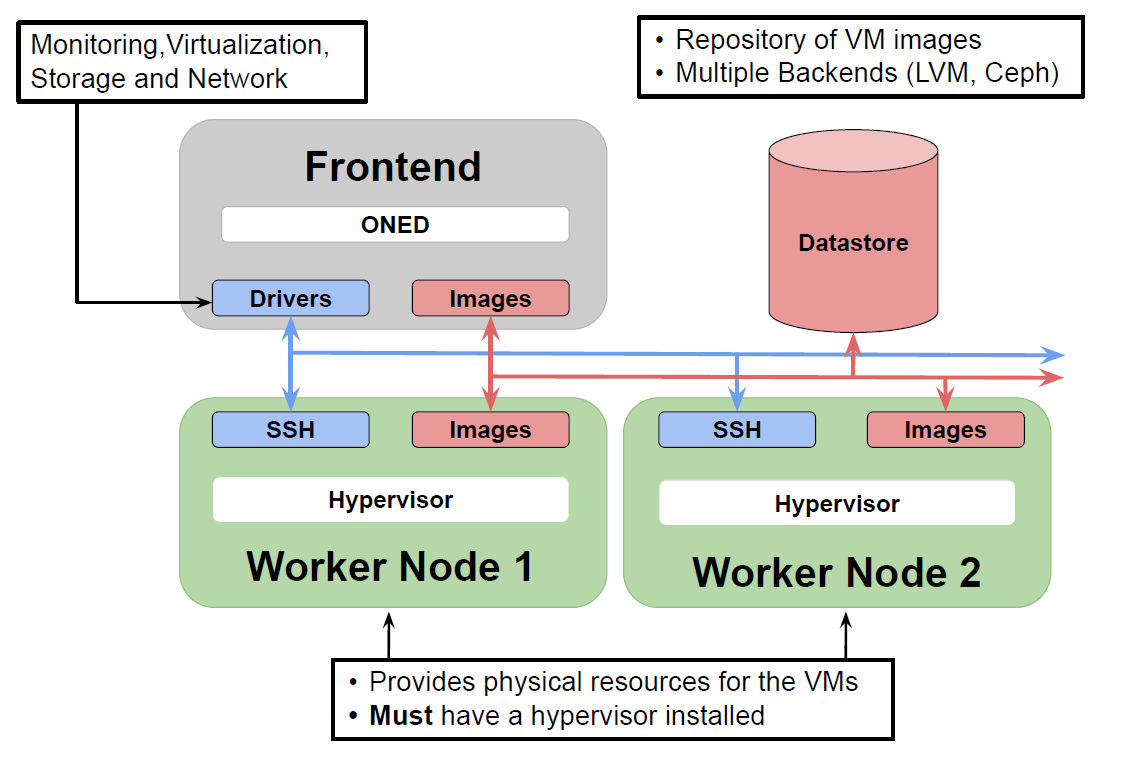 Monitoring,Virtualization,
Storage and Network
• Repository of VM images
• Multiple Backends (LVM, Ceph)
Frontend
ONED
Drivers
Images
Datastore
SSH
Images
Hypervisor
Worker Node 1
SSH
Images
Hypervisor
Worker Node 2
• Provides physical resources for the VMs
• Must have a hypervisor installed